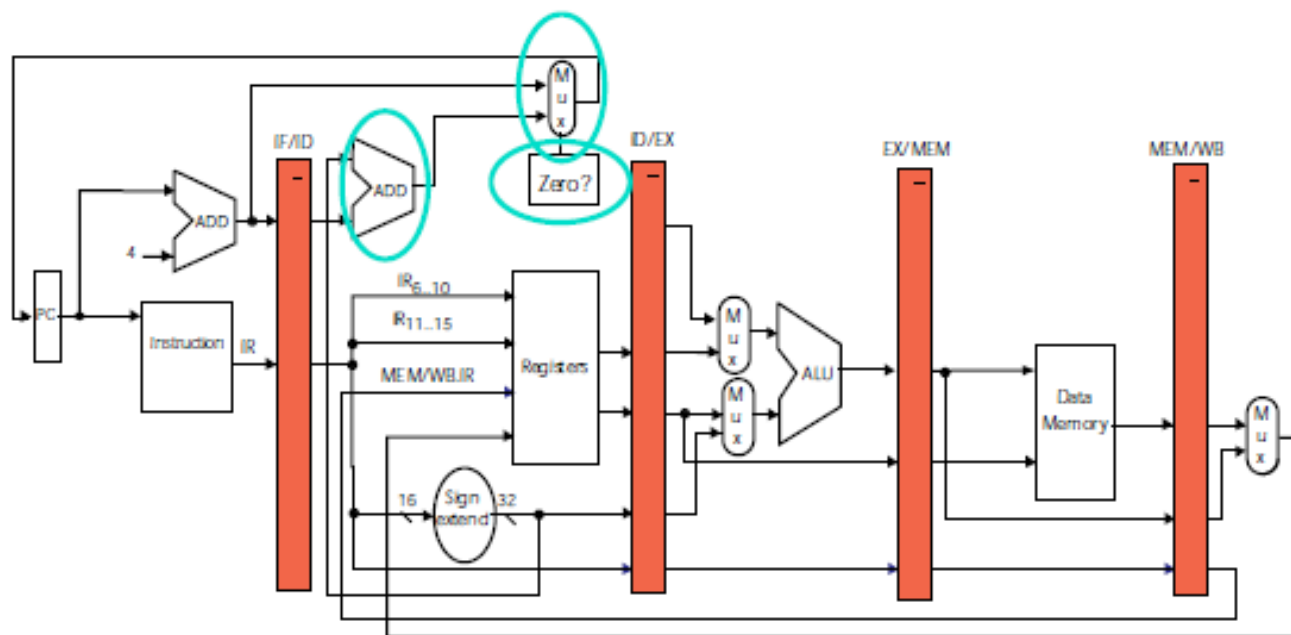 M
u
x
IF/ID
ID/EX
EX/MEM
MEM/WB
ADD
Zero?
ADD
4
IR6..10
PC
Instruction
IR
IR11..15
Registers
MEM/WB.IR
M
u
x
M
u
x
ALU
Data
Memory
M
u
x
16
Sign
extend
32